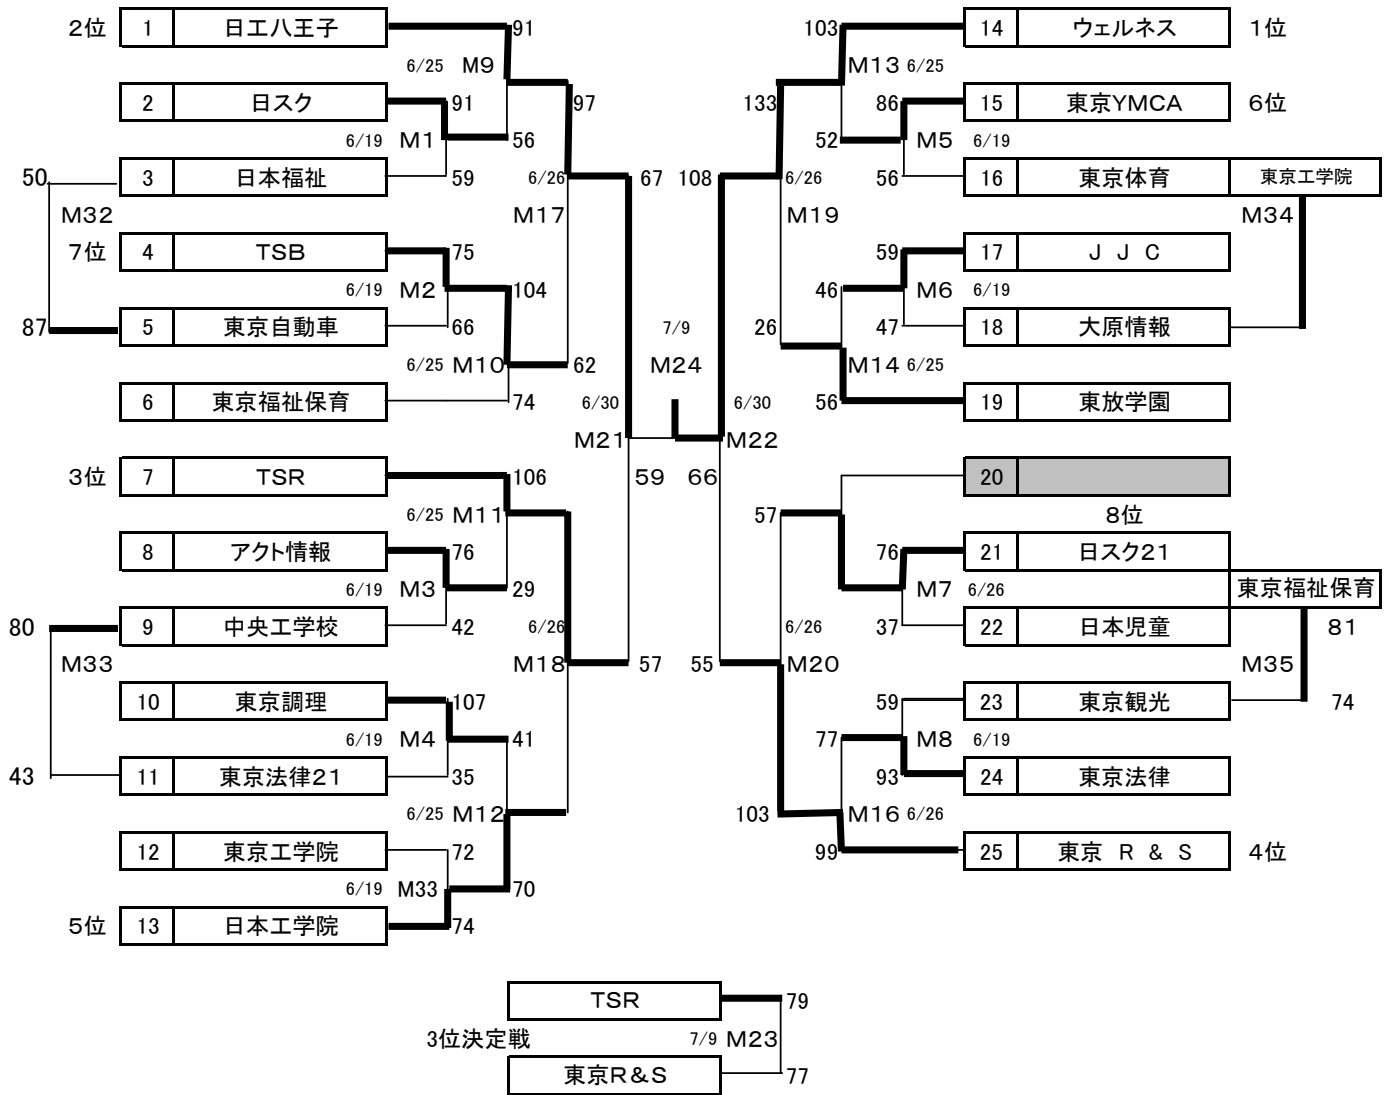 2位 1 日工八王子 91
6/25 M9
2 日スク 91 97
6/19 M1 56
50 3 日本福祉 59 6/26 67
M32 M17
7位 4 TSB 75
6/19 M2 104
87 5 東京自動車 66
6/25 M10 62
6 東京福祉保育 74 6/30
M21
3位 7 TSR 106 59
6/25 M11
8 アクト情報 76
6/19 M3 29
80 9 中央工学校 42 6/26
M33 M18 57
10 東京調理 107
6/19 M4 41
43 11 東京法律21 35
6/25 M12
12 東京工学院 72
6/19 M33 70
5位 13 日本工学院 74
7/9
M24
103 14 ウェルネス 1位
M13 6/25
133 86 15 東京YMCA 6位
52 M5 6/19
108 6/26 56 16 東京体育 東京工学院
M19 M34
59 17 JJC
46 M6 6/19
26 47 18 大原情報
M14 6/25
6/30 56 19 東放学園
M22
66 20
57 8位
76 21 日スク21
M7 6/26 東京福祉保育
6/26 37 22 日本児童 81
55 M20 M35
59 23 東京観光 74
77 M8 6/19
93 24 東京法律
103 M16 6/26
99 25 東京 R & S 4位
TSR 79
3位決定戦 7/9 M23
東京R&S 77